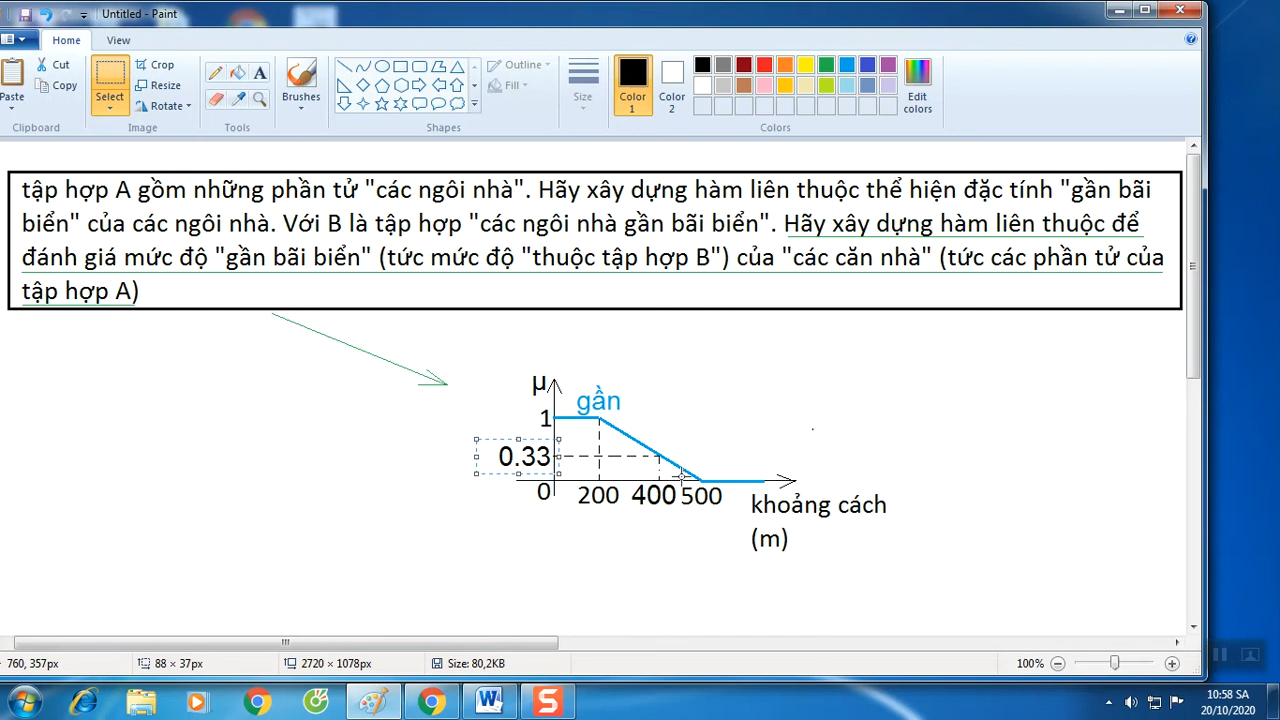 Untitled - Paint
Home
View
Paste
Cut
Copy
Clipboard
Select
Crop
Resize
Rotate
Image
Tools
Brushes
Shapes
Outline
Fill
Size
Color 1
Color 2
Edit colors
Colors
tập hợp A gồm những phần tử "các ngôi nhà". Hãy xây dựng hàm liên thuộc thể hiện đặc tính "gần bãi
biển" của các ngôi nhà. Với B là tập hợp "các ngôi nhà gần bãi biển". Hãy xây dựng hàm liên thuộc để
đánh giá mức độ "gần bãi biển" (tức mức độ "thuộc tập hợp B") của "các căn nhà" (tức các phần tử của
tập hợp A)
µ
gần
1
0.33
0
200
400
500
khoảng cách
(m)
760, 357px
88 × 37px
2720 × 1078px
Size: 80,2KB
100%
10:58 SA
20/10/2020